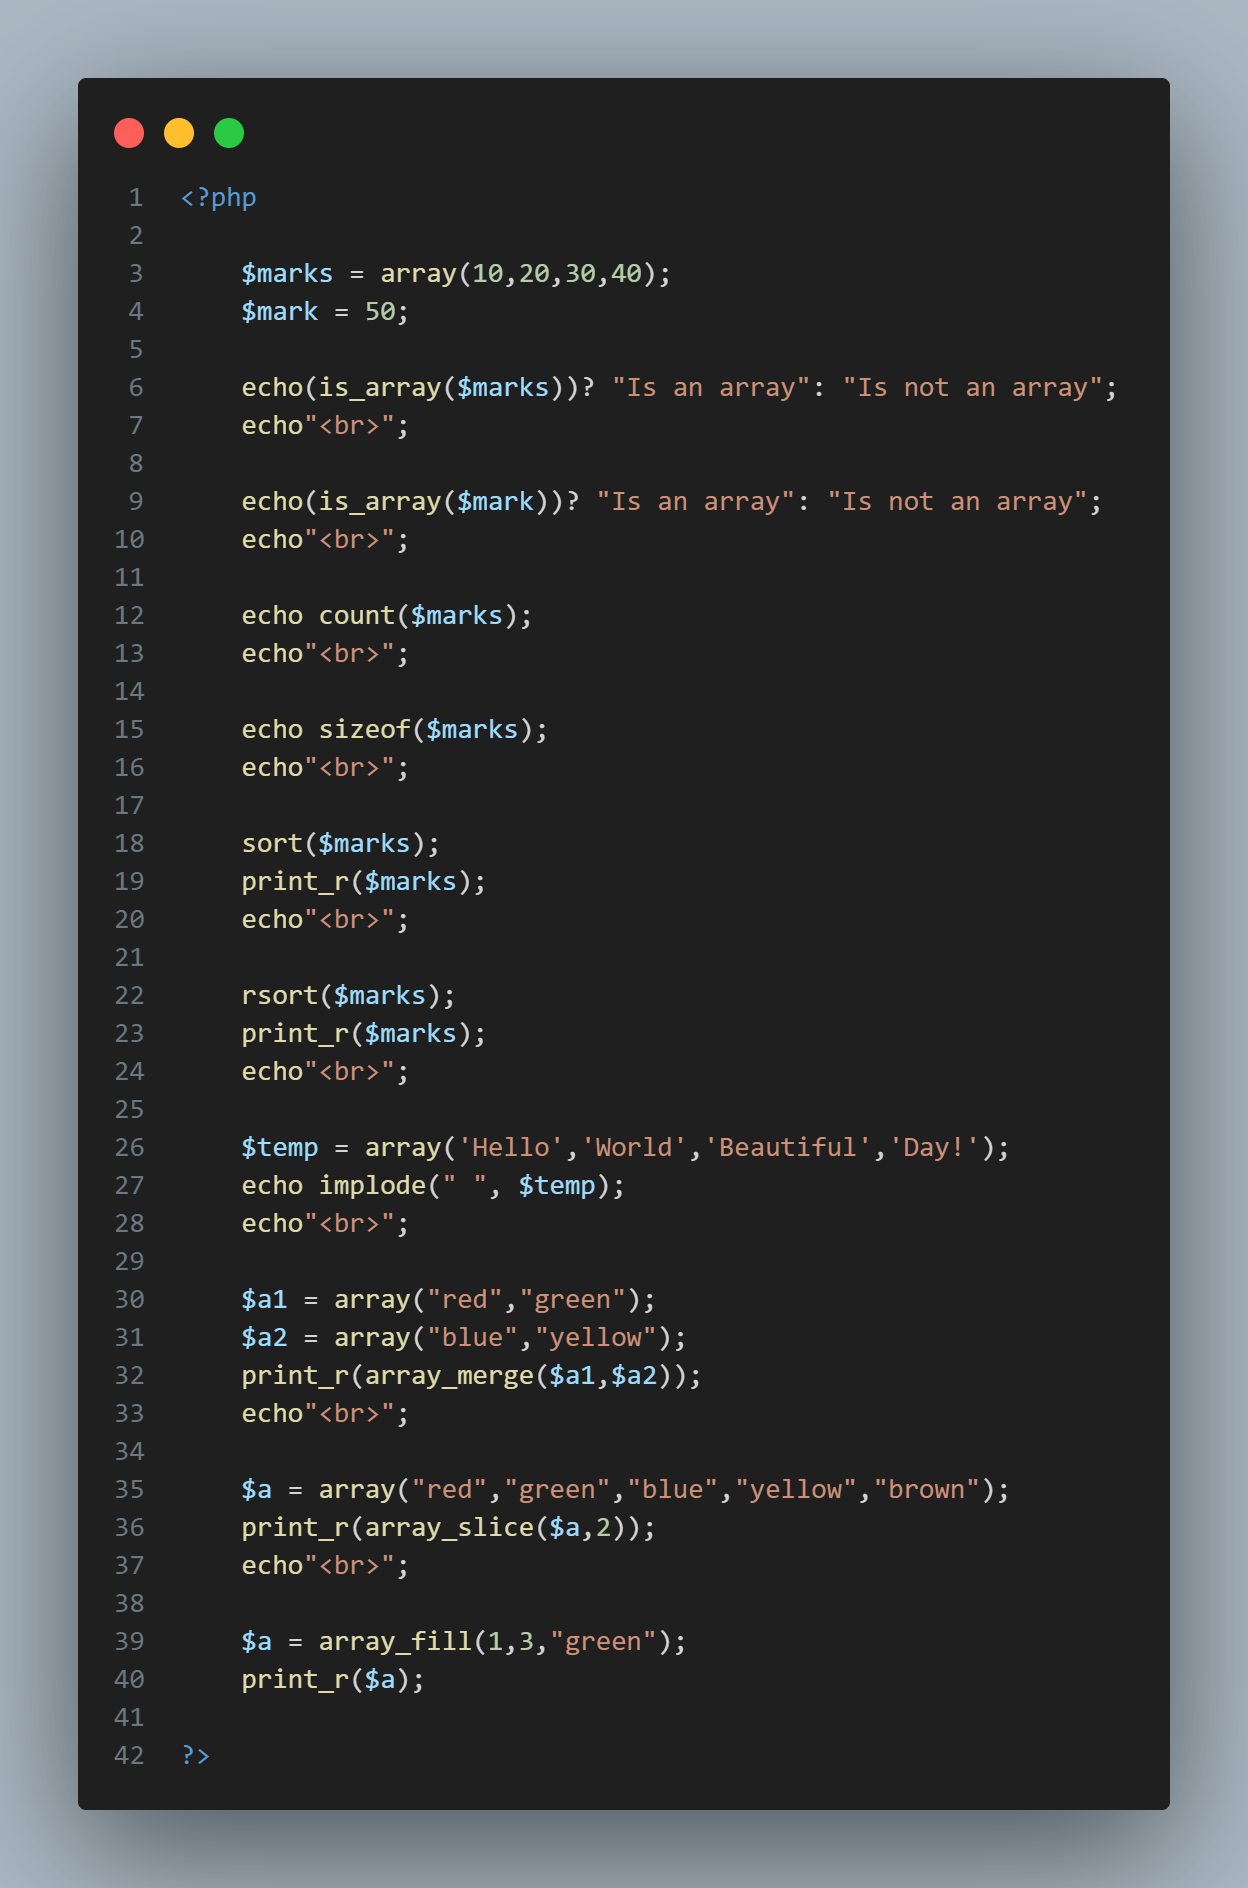 1 <?php
2
3 $marks = array(10,20,30,40);
4 $mark = 50;
5
6 echo(is_array($marks))? "Is an array": "Is not an array";
7 echo"<br>";
8
9 echo(is_array($mark))? "Is an array": "Is not an array";
10 echo"<br>";
11
12 echo count($marks);
13 echo"<br>";
14
15 echo sizeof($marks);
16 echo"<br>";
17
18 sort($marks);
19 print_r($marks);
20 echo"<br>";
21
22 rsort($marks);
23 print_r($marks);
24 echo"<br>";
25
26 $temp = array('Hello','World','Beautiful','Day!');
27 echo implode(" ", $temp);
28 echo"<br>";
29
30 $a1 = array("red","green");
31 $a2 = array("blue","yellow");
32 print_r(array_merge($a1,$a2));
33 echo"<br>";
34
35 $a = array("red","green","blue","yellow","brown");
36 print_r(array_slice($a,2));
37 echo"<br>";
38
39 $a = array_fill(1,3,"green");
40 print_r($a);
41
42 ?>